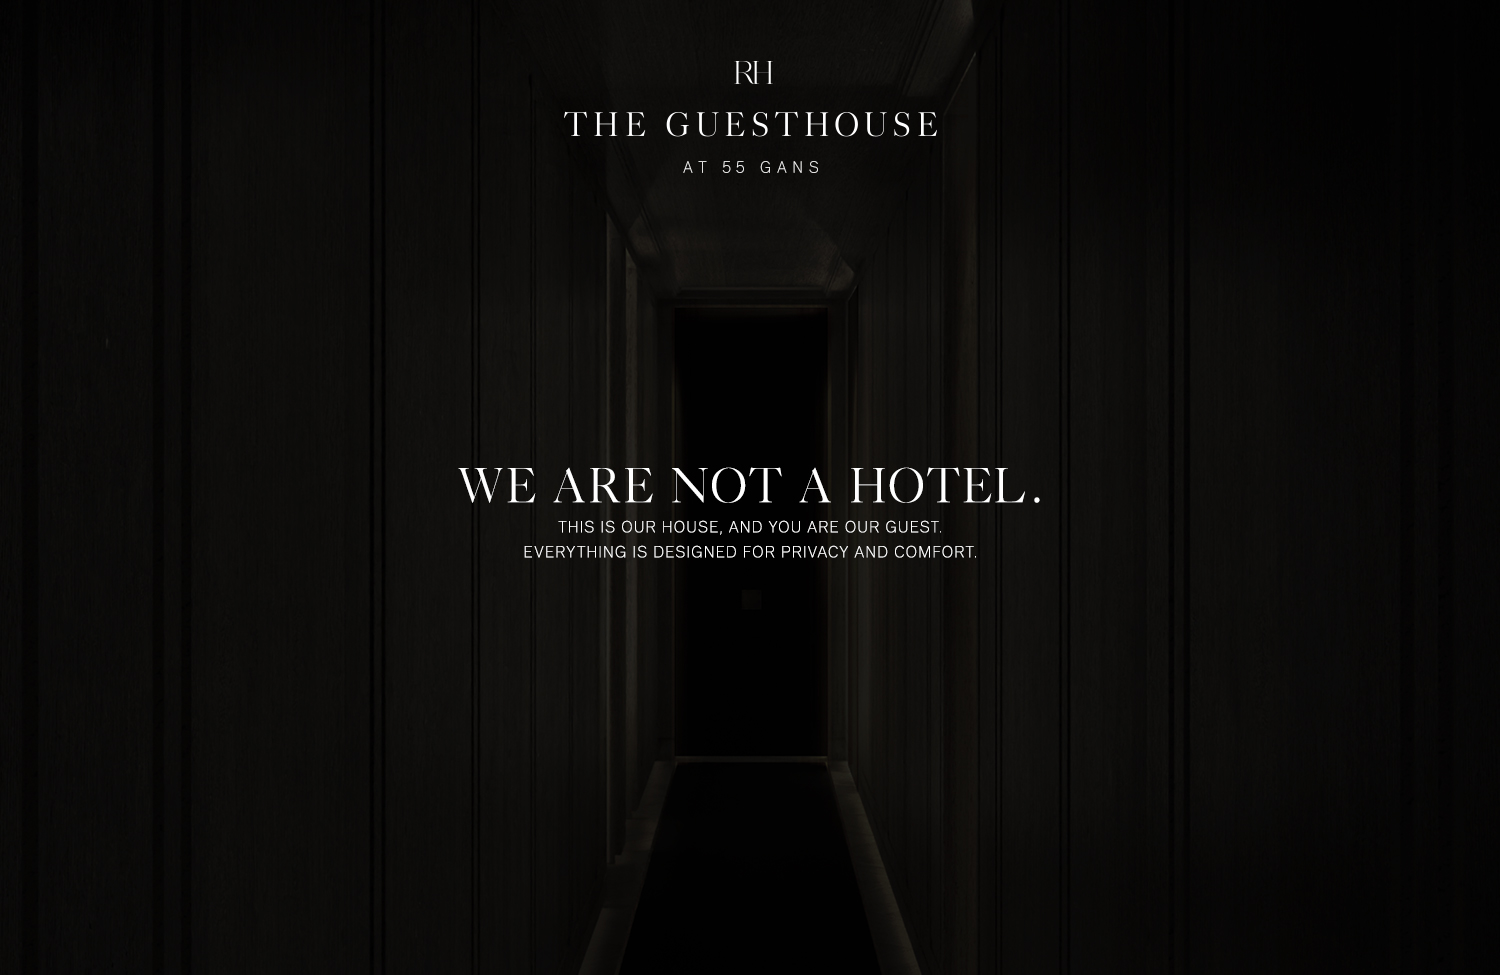 RH
THE GUESTHOUSE
AT 55 GANS
WE ARE NOT A HOTEL.
THIS IS OUR HOUSE, AND YOU ARE OUR GUEST.
EVERYTHING IS DESIGNED FOR PRIVACY AND COMFORT.